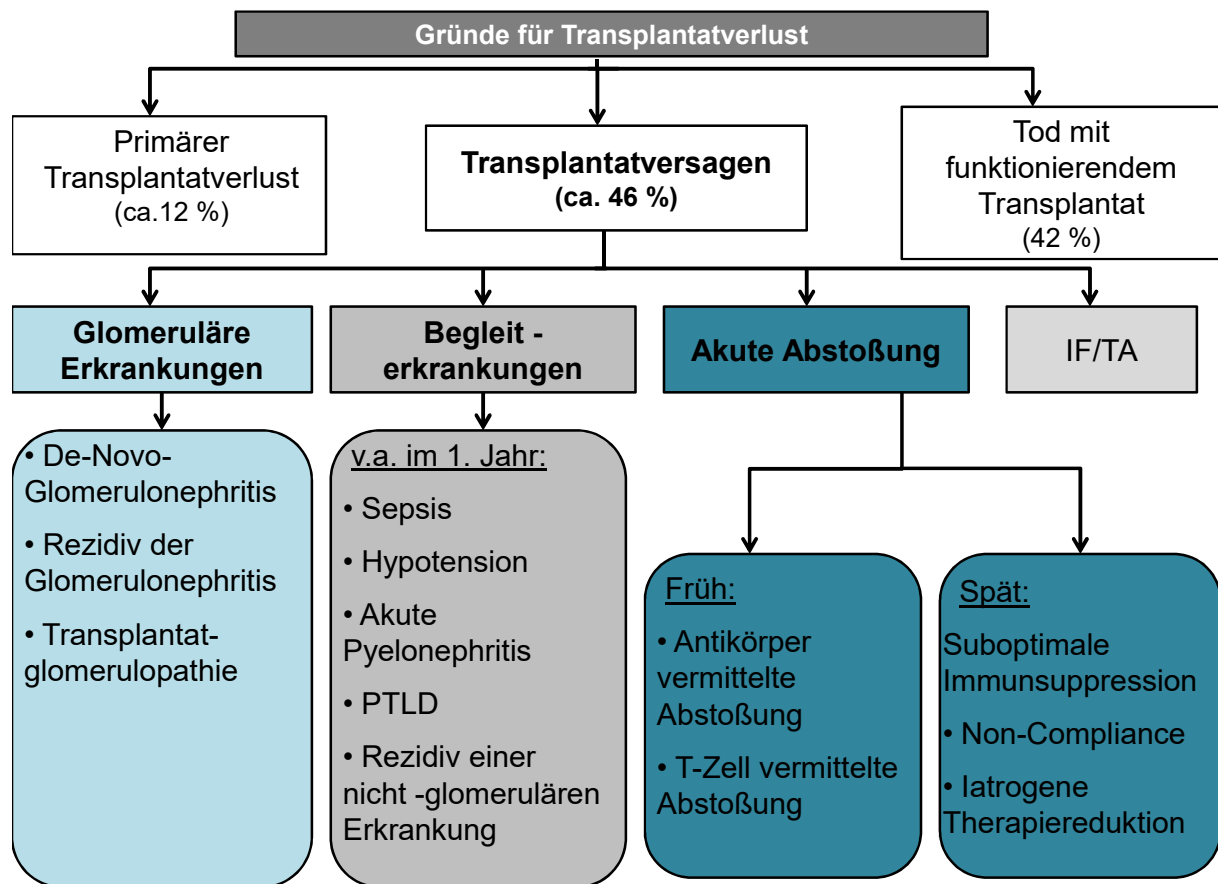 Gründe für Transplantatverlust
Primärer
Transplantatverlust
(ca.12 %)
Transplantatversagen
(ca. 46 %)
Tod mit
funktionierendem
Transplantat
(42 %)
Glomeruläre
Erkrankungen
Begleit -
erkrankungen
Akute Abstoßung
IF/TA
• De-Novo-
Glomerulonephritis
• Rezidiv der
Glomerulonephritis
• Transplantat-
glomerulopathie
v.a. im 1. Jahr:
• Sepsis
• Hypotension
• Akute
Pyelonephritis
• PTLD
• Rezidiv einer
nicht -glomerulären
Erkrankung
Früh:
• Antikörper
vermittelte
Abstoßung
• T-Zell vermittelte
Abstoßung
Spät:
Suboptimale
Immunsuppression
• Non-Compliance
• Iatrogene
Therapiereduktion